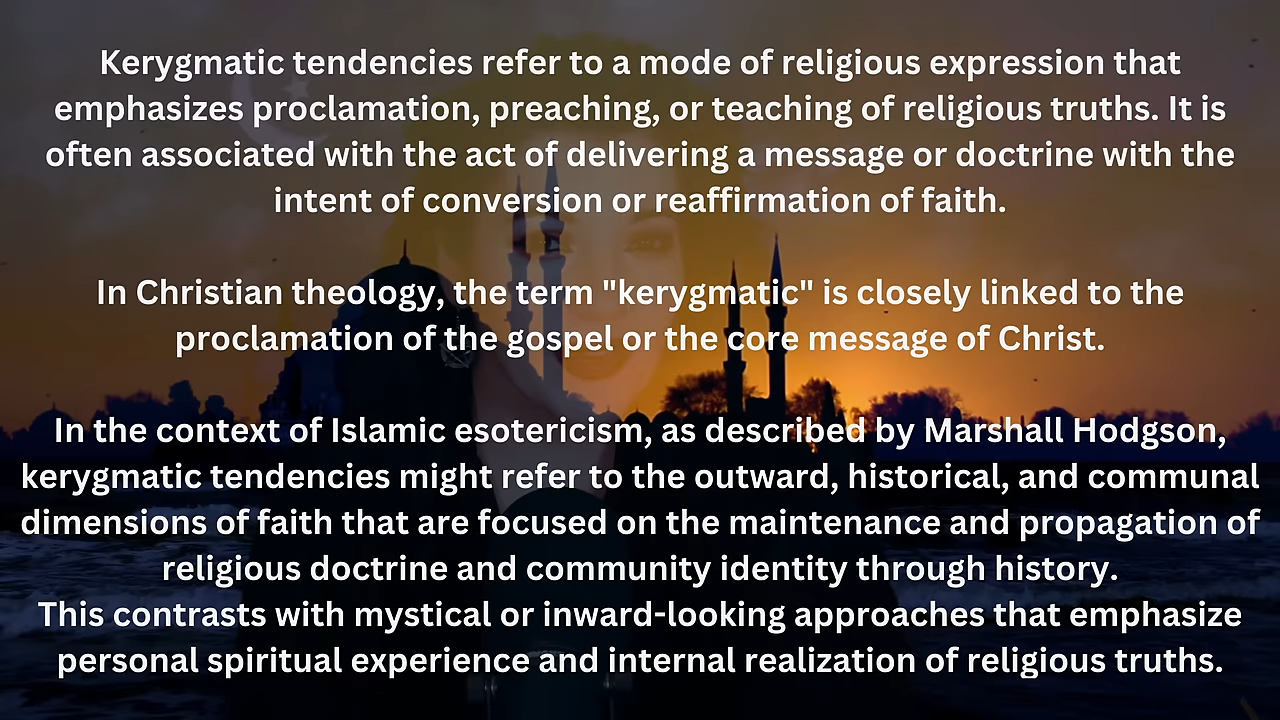 Kerygmatic tendencies refer to a mode of religious expression that
emphasizes proclamation, preaching, or teaching of religious truths. It is
often associated with the act of delivering a message or doctrine with the
intent of conversion or reaffirmation of faith.
In Christian theology, the term "kerygmatic" is closely linked to the
proclamation of the gospel or the core message of Christ.
In the context of Islamic esotericism, as described by Marshall Hodgson,
kerygmatic tendencies might refer to the outward, historical, and communal
dimensions of faith that are focused on the maintenance and propagation of
religious doctrine and community identity through history.
This contrasts with mystical or inward-looking approaches that emphasize
personal spiritual experience and internal realization of religious truths.